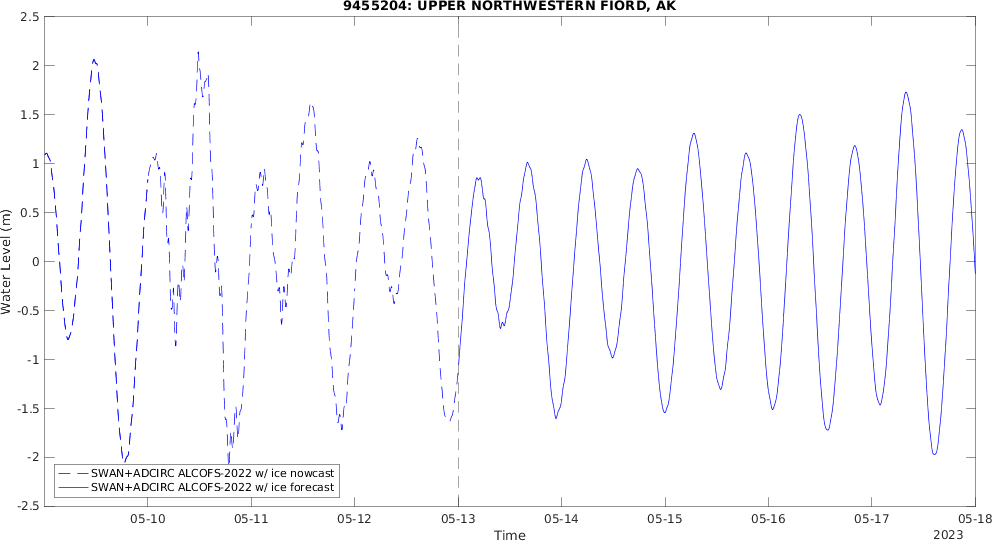 9455204: UPPER NORTHWESTERN FIORD, AK
2.5
2
1.5
1
0.5
0
-0.5
-1
-1.5
-2
-2.5
Water Level (m)
SWAN+ADCIRC ALCOFS-2022 w/ ice nowcast
SWAN+ADCIRC ALCOFS-2022 w/ ice forecast
05-10 05-11 05-12 05-13 05-14 05-15 05-16 05-17 05-18
Time
2023